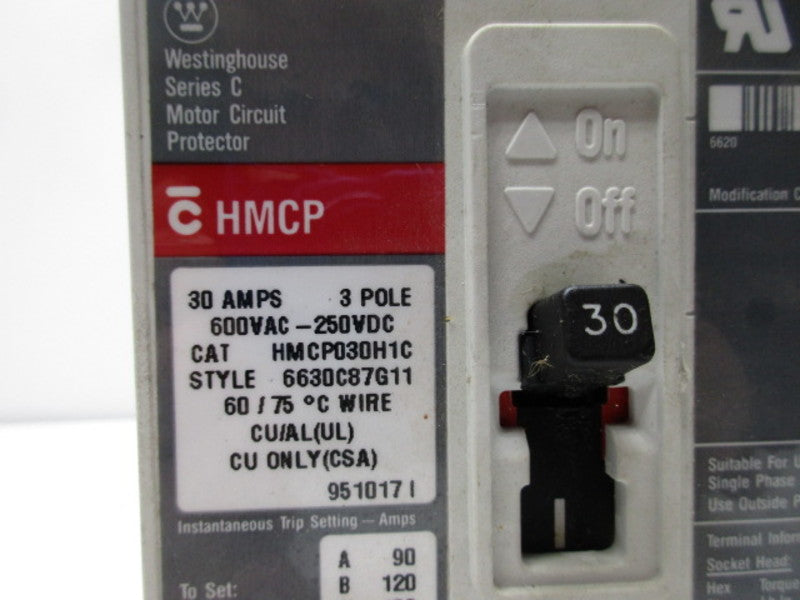 Westinghouse
Series C
Motor Circuit
Protector
C HMCP
30 AMPS 3 POLE
600VAC-250VDC
CAT HMCP030H1C
STYLE 6630C87G11
60 / 75 °C WIRE
CU/AL(UL)
CU ONLY(CSA)
951017 I
Instantaneous Trip Setting — Amps
A 90
To Set: B 120
On
Off
30
6620
Modification C
Suitable For U
Single Phase
Use Outside P
Terminal Inform
Socket Head:
Hex Torque